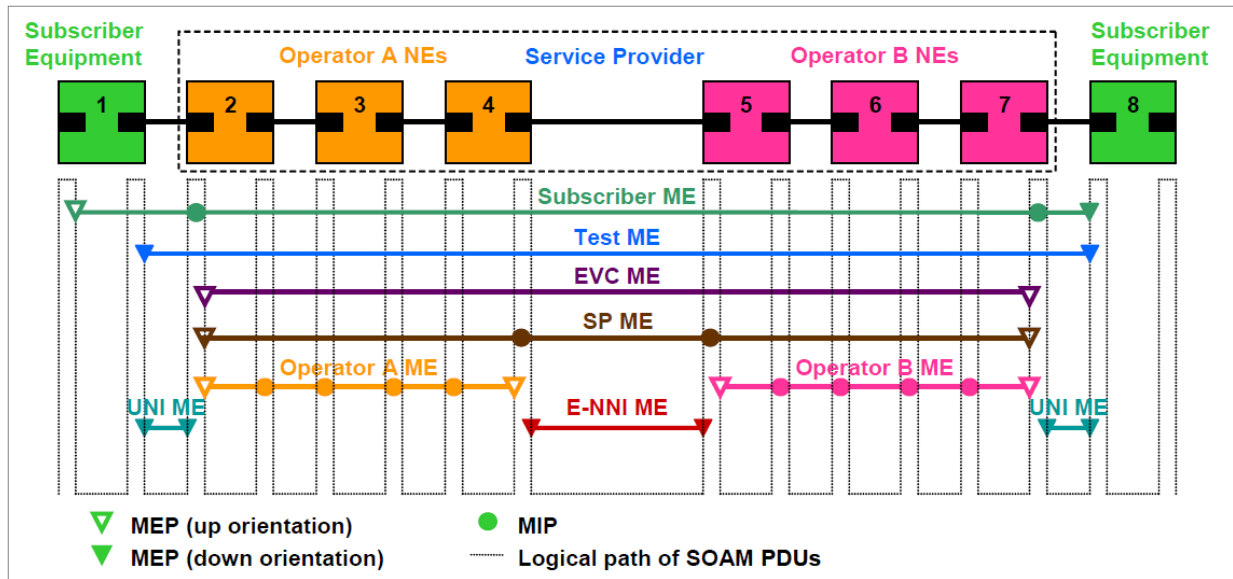 Subscriber
Equipment
Operator A NEs
Service Provider
Operator B NEs
Subscriber
Equipment
1
2
3
4
5
6
7
8
Subscriber ME
Test ME
EVC ME
SP ME
Operator A ME
Operator B ME
UNI ME
E-NNI ME
UNI ME
MEP (up orientation)
MIP
MEP (down orientation)
Logical path of SOAM PDUs